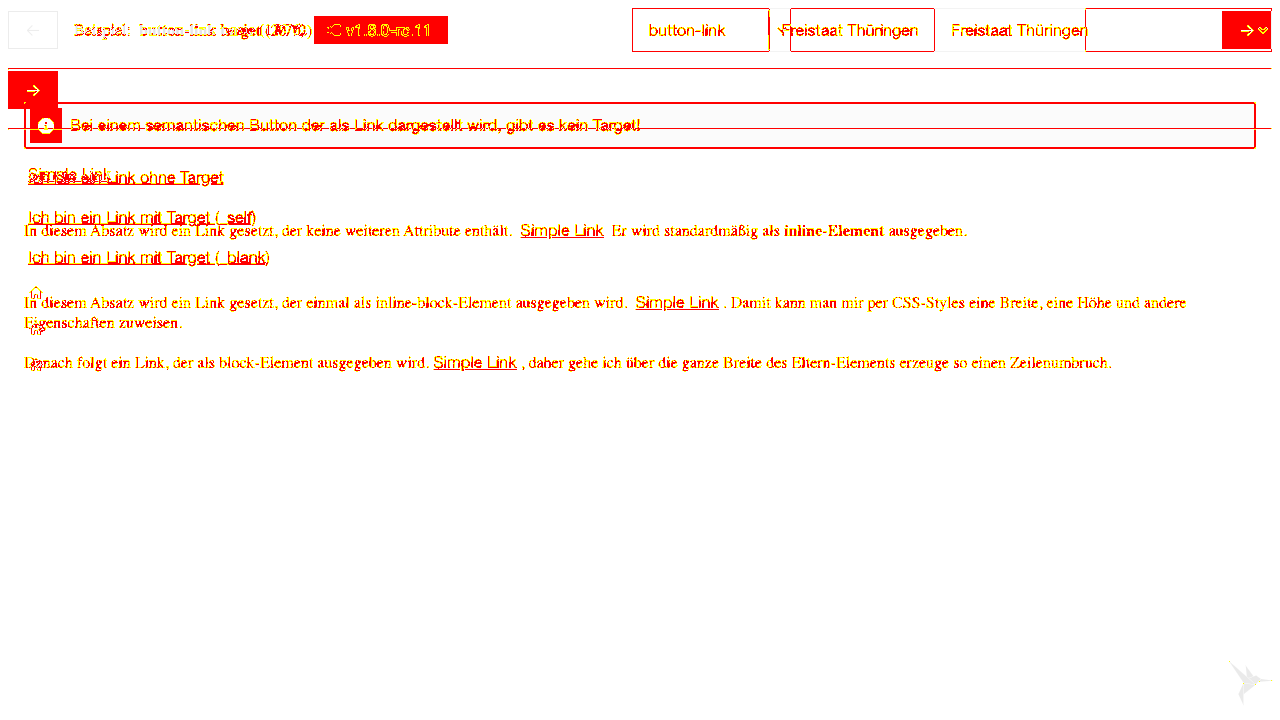 Beispiel: button-link v1.8.0-rc.11 button-link Freistaat Thüringen Freistaat Thüringen
Bei einem semantischen Button der als Link dargestellt wird, gibt es kein Target!
Simple Link
Ich bin ein Link ohne Target
Ich bin ein Link mit Target (_self)
In diesem Absatz wird ein Link gesetzt, der keine weiteren Attribute enthält. Simple Link Er wird standardmäßig als inline-Element ausgegeben.
Ich bin ein Link mit Target (_blank)
In diesem Absatz wird ein Link gesetzt, der einmal als inline-block-Element ausgegeben wird. Simple Link . Damit kann man mir per CSS-Styles eine Breite, eine Höhe und andere
Eigenschaften zuweisen.
Danach folgt ein Link, der als block-Element ausgegeben wird. Simple Link , daher gehe ich über die ganze Breite des Eltern-Elements erzeuge so einen Zeilenumbruch.